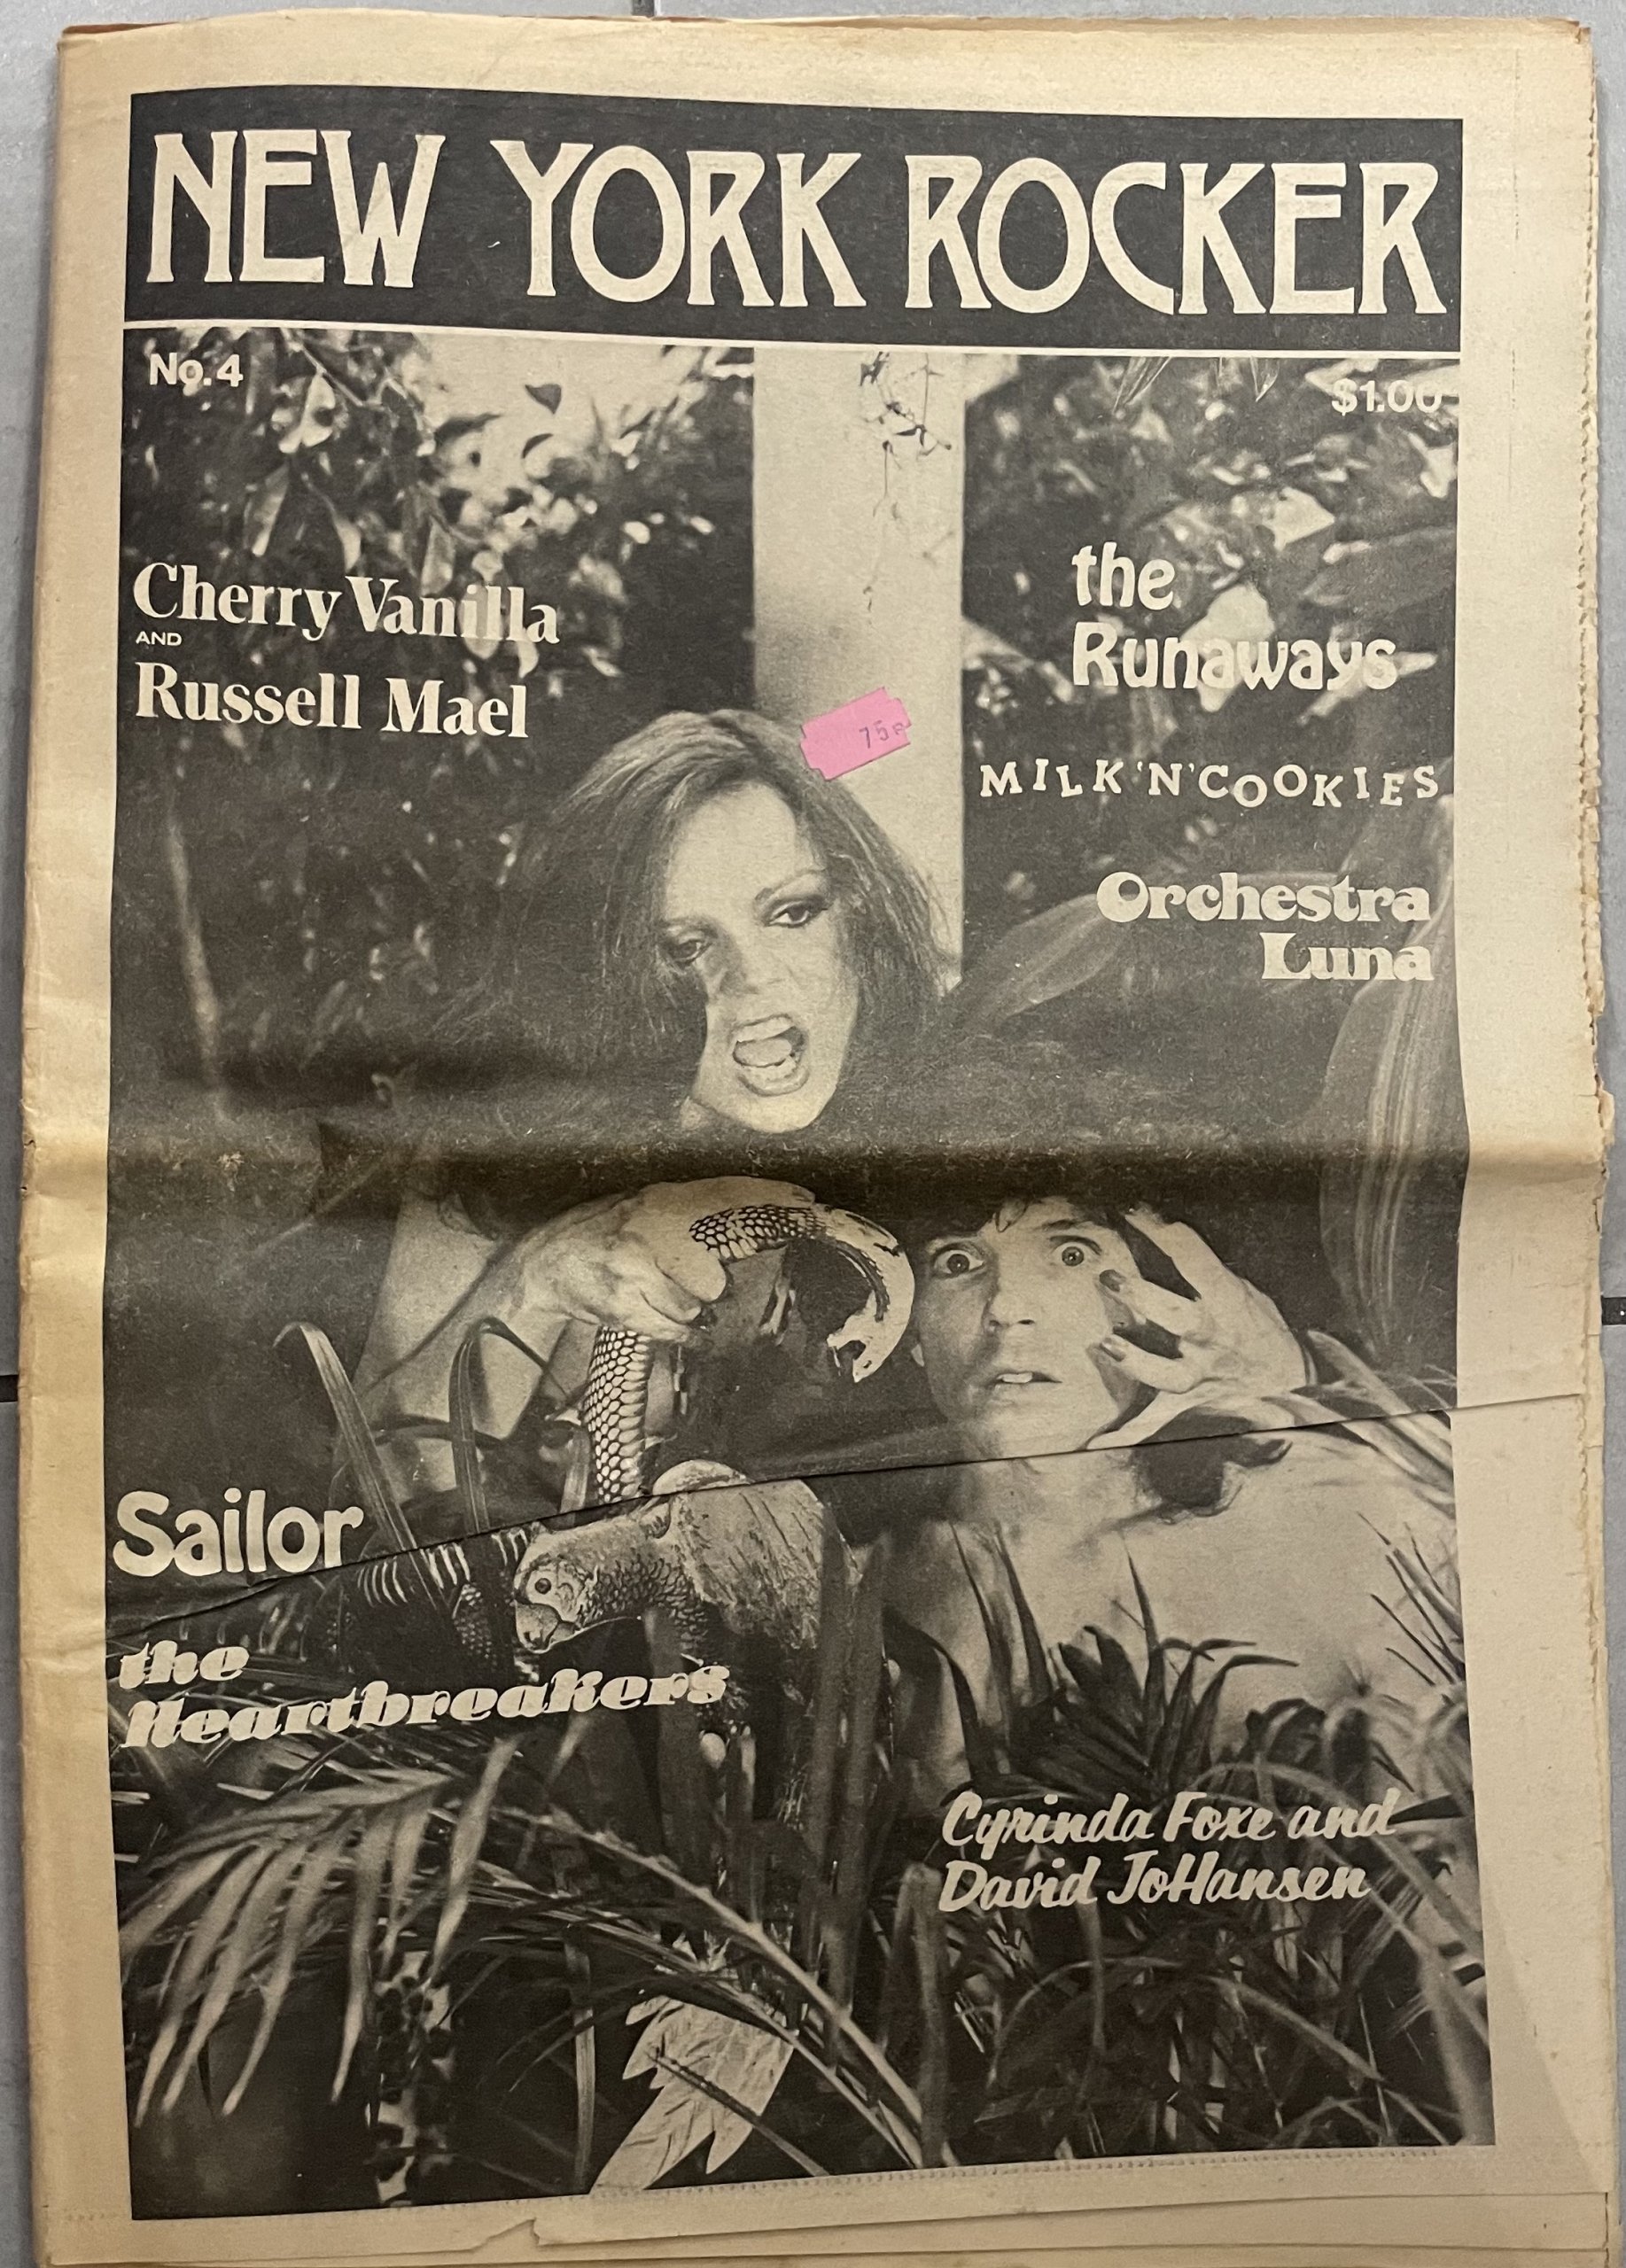 NEW YORK ROCKER
No.4
$1.00
Cherry Vanilla
AND
Russell Mael
the
Runaways
75p
MILK 'N' COOKIES
Orchestra
Luna
Sailor
the
Heartbreakers
Cyrinda Foxe and
David JoHansen